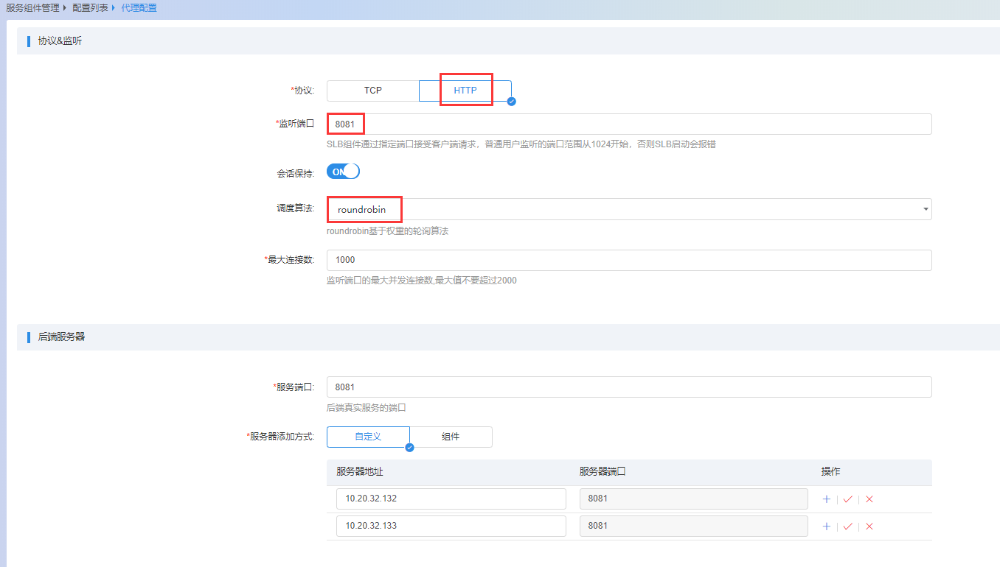 服务组件管理 配置列表 代理配置
协议&监听
*协议: TCP HTTP
*监听端口 8081
SLB组件通过指定端口接受客户端请求，普通用户监听的端口范围从1024开始，否则SLB启动会报错
会话保持: ON
调度算法: roundrobin
roundrobin基于权重的轮询算法
*最大连接数: 1000
监听端口的最大并发连接数,最大值不要超过2000
后端服务器
*服务端口: 8081
后端真实服务的端口
*服务器添加方式: 自定义 组件
服务器地址 服务器端口 操作
10.20.32.132 8081
10.20.32.133 8081